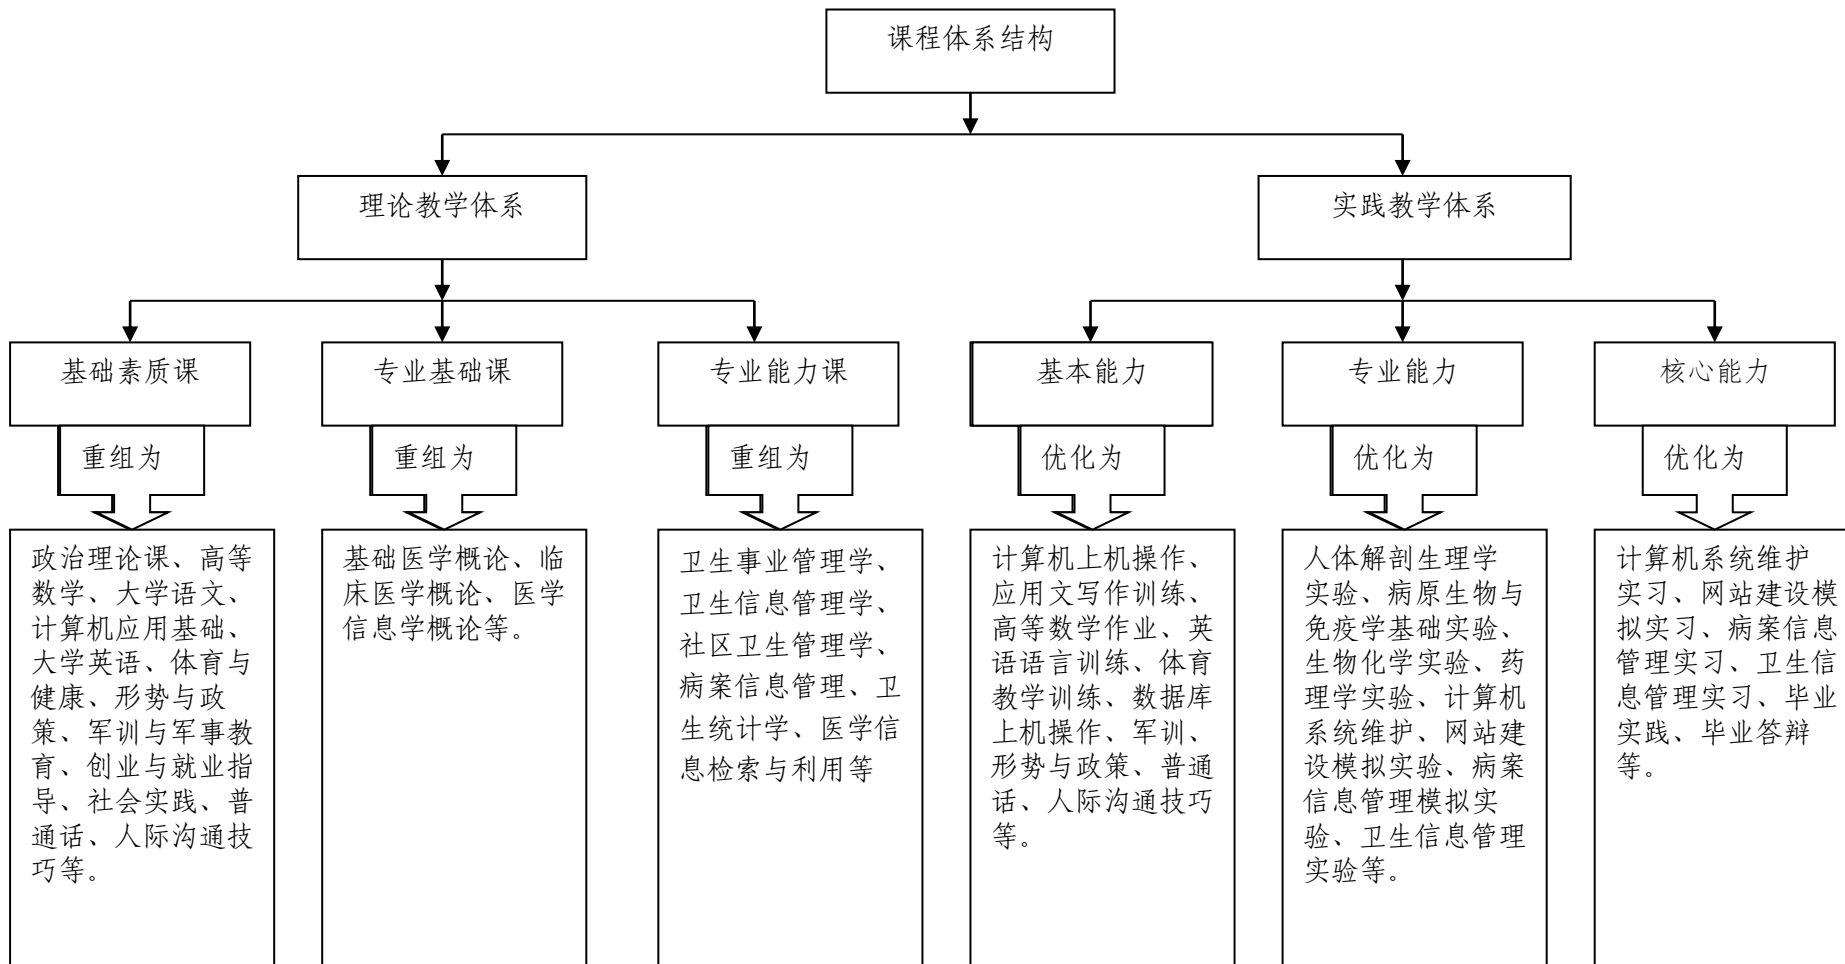 课程体系结构
理论教学体系
实践教学体系
基础素质课
专业基础课
专业能力课
基本能力
专业能力
核心能力
重组为
重组为
重组为
优化为
优化为
优化为
政治理论课、高等
数学、大学语文、
计算机应用基础、
大学英语、体育与
健康、形势与政
策、军训与军事教
育、创业与就业指
导、社会实践、普
通话、人际沟通技
巧等。
基础医学概论、临
床医学概论、医学
信息学概论等。
卫生事业管理学、
卫生信息管理学、
社区卫生管理学、
病案信息管理、卫
生统计学、医学信
息检索与利用等
计算机上机操作、
应用文写作训练、
高等数学作业、英
语语言训练、体育
教学训练、数据库
上机操作、军训、
形势与政策、普通
话、人际沟通技巧
等。
人体解剖生理学
实验、病原生物与
免疫学基础实验、
生物化学实验、药
理学实验、计算机
系统维护、网站建
设模拟实验、病案
信息管理模拟实
验、卫生信息管理
实验等。
计算机系统维护
实习、网站建设模
拟实习、病案信息
管理实习、卫生信
息管理实习、毕业
实践、毕业答辩
等。